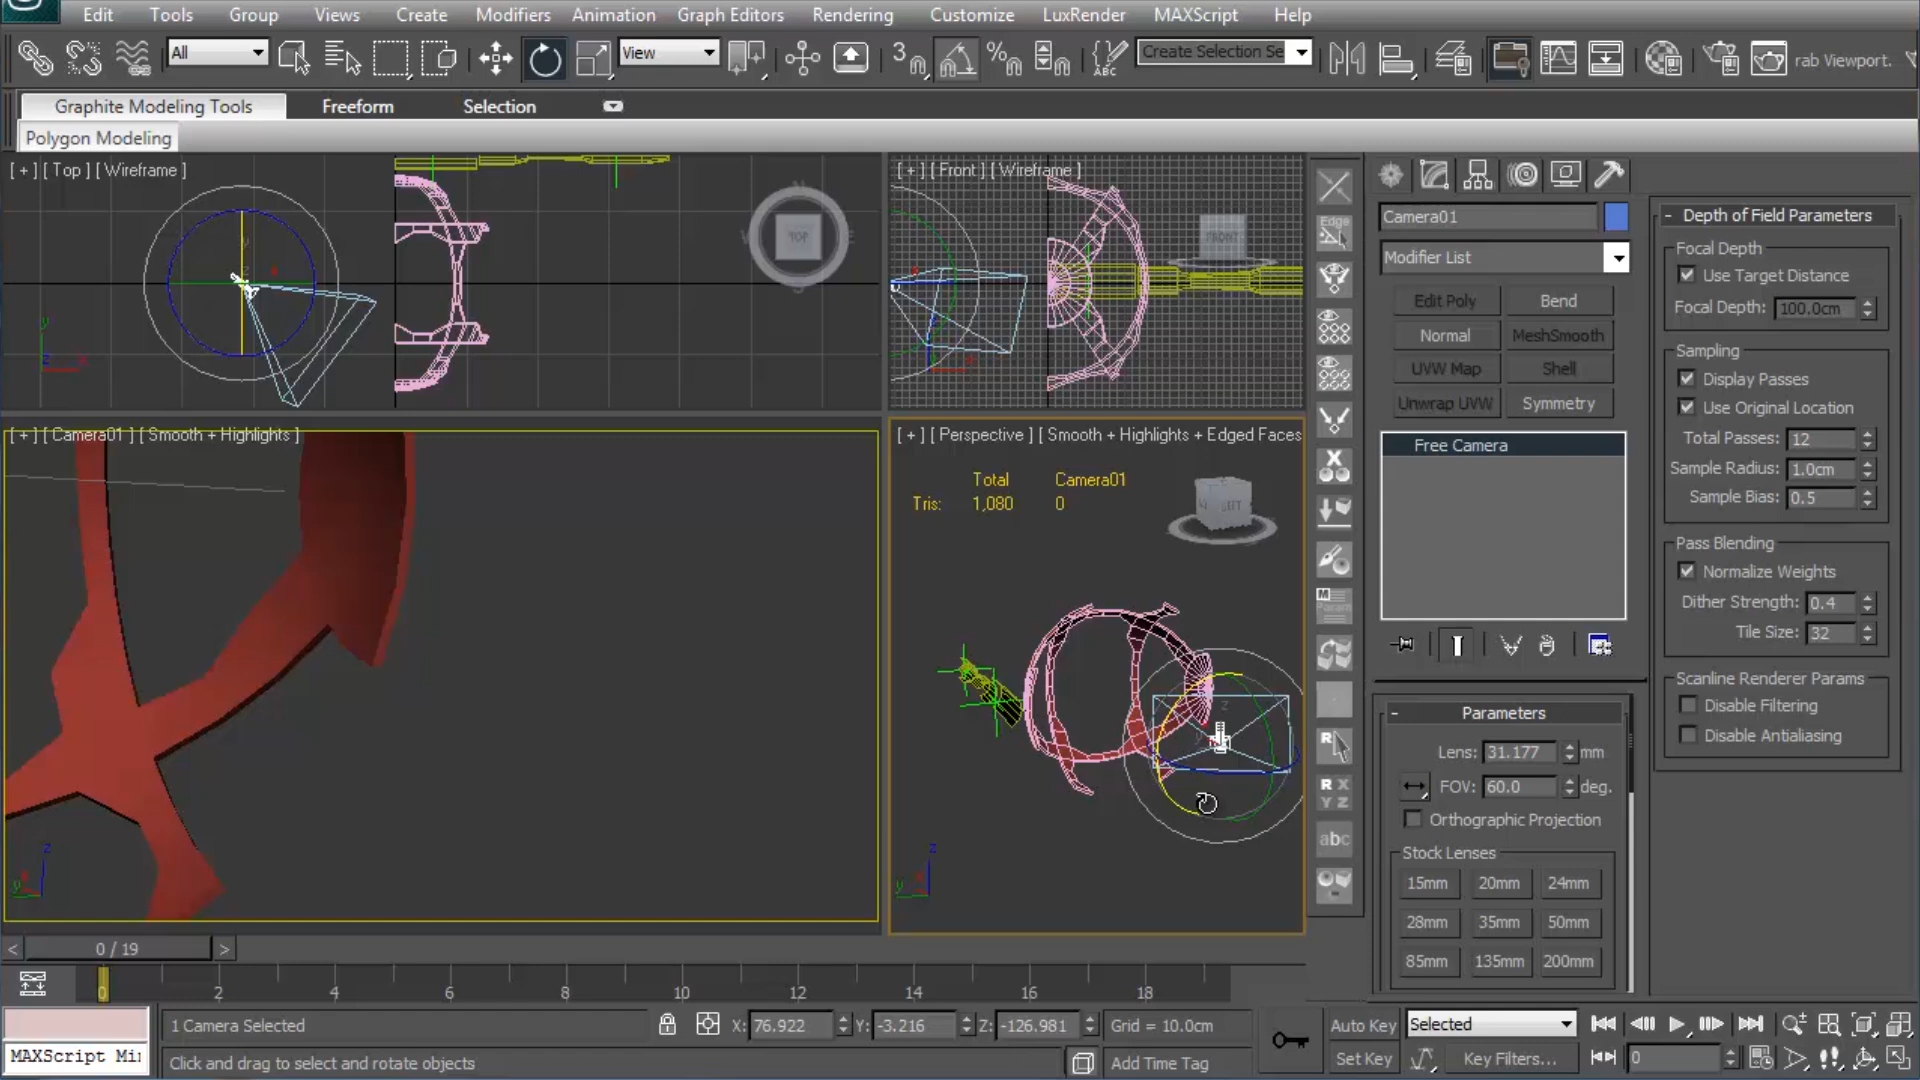 Edit Tools Group Views Create Modifiers Animation Graph Editors Rendering Customize LuxRender MAXScript Help
All View 3 % ABC Create Selection Se rab Viewport.
Graphite Modeling Tools Freeform Selection
Polygon Modeling
[ + ] [ Top ] [ Wireframe ]
TOP
[ + ] [ Front ] [ Wireframe ]
FRONT
[ + ] [ Camera01 ] [ Smooth + Highlights ]
[ + ] [ Perspective ] [ Smooth + Highlights + Edged Faces
Total Camera01
Tris: 1,080 0
LEFT
Edge
M
Param
R
R X
Y Z
abc
Camera01
Modifier List
Edit Poly Bend
Normal MeshSmooth
UVW Map Shell
Unwrap UVW Symmetry
Free Camera
- Parameters
Lens: 31.177 mm
FOV: 60.0 deg.
Orthographic Projection
Stock Lenses
15mm 20mm 24mm
28mm 35mm 50mm
85mm 135mm 200mm
- Depth of Field Parameters
Focal Depth
Use Target Distance
Focal Depth: 100.0cm
Sampling
Display Passes
Use Original Location
Total Passes: 12
Sample Radius: 1.0cm
Sample Bias: 0.5
Pass Blending
Normalize Weights
Dither Strength: 0.4
Tile Size: 32
Scanline Renderer Params
Disable Filtering
Disable Antialiasing
< 0 / 19 >
0 2 4 6 8 10 12 14 16 18
1 Camera Selected X: 76.922 Y: -3.216 Z: -126.981 Grid = 10.0cm Auto Key Selected
MAXScript Mi Click and drag to select and rotate objects Add Time Tag Set Key Key Filters... 0